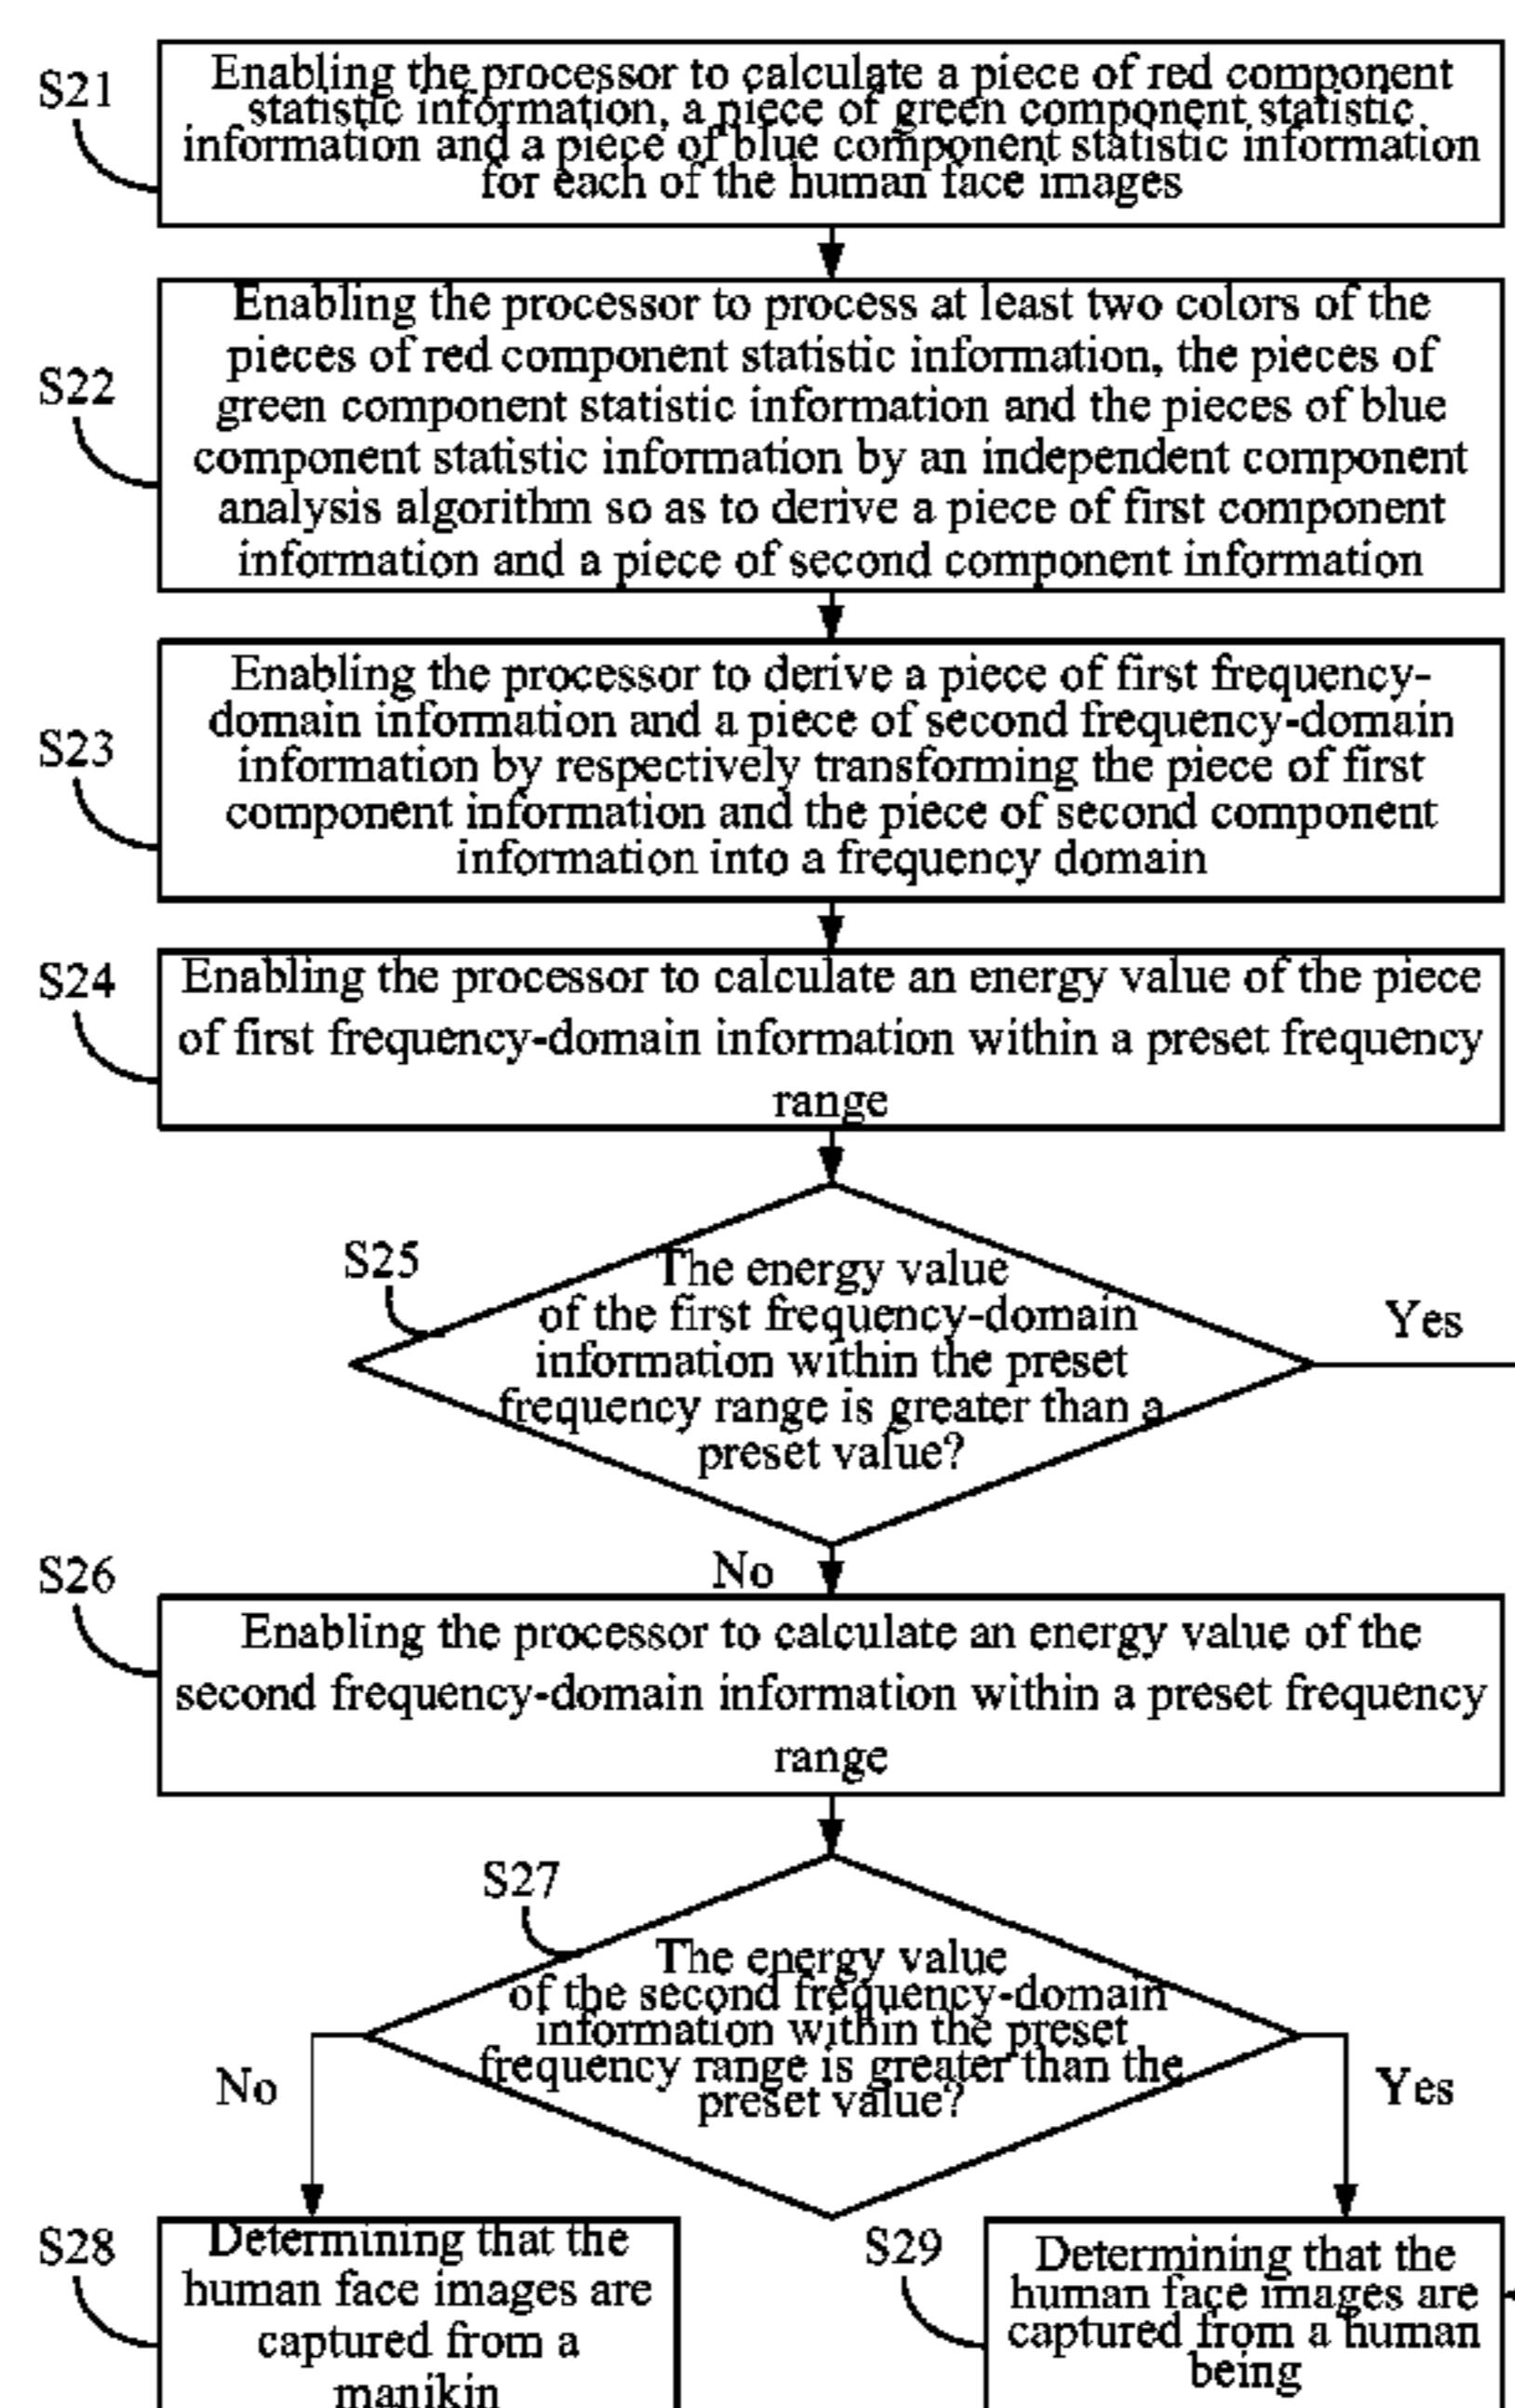 S21
Enabling the processor to calculate a piece of red component
statistic information, a piece of green component statistic
information and a piece of blue component statistic information
for each of the human face images
S22
Enabling the processor to process at least two colors of the
pieces of red component statistic information, the pieces of
green component statistic information and the pieces of blue
component statistic information by an independent component
analysis algorithm so as to derive a piece of first component
information and a piece of second component information
S23
Enabling the processor to derive a piece of first frequency-
domain information and a piece of second frequency-domain
information by respectively transforming the piece of first
component information and the piece of second component
information into a frequency domain
S24
Enabling the processor to calculate an energy value of the piece
of first frequency-domain information within a preset frequency
range
S25
The energy value
of the first frequency-domain
information within the preset
frequency range is greater than a
preset value?
Yes
No
S26
Enabling the processor to calculate an energy value of the
second frequency-domain information within a preset frequency
range
S27
The energy value
of the second frequency-domain
information within the preset
frequency range is greater than the
preset value?
No
Yes
S28
Determining that the
human face images are
captured from a
manikin
S29
Determining that the
human face images are
captured from a human
being